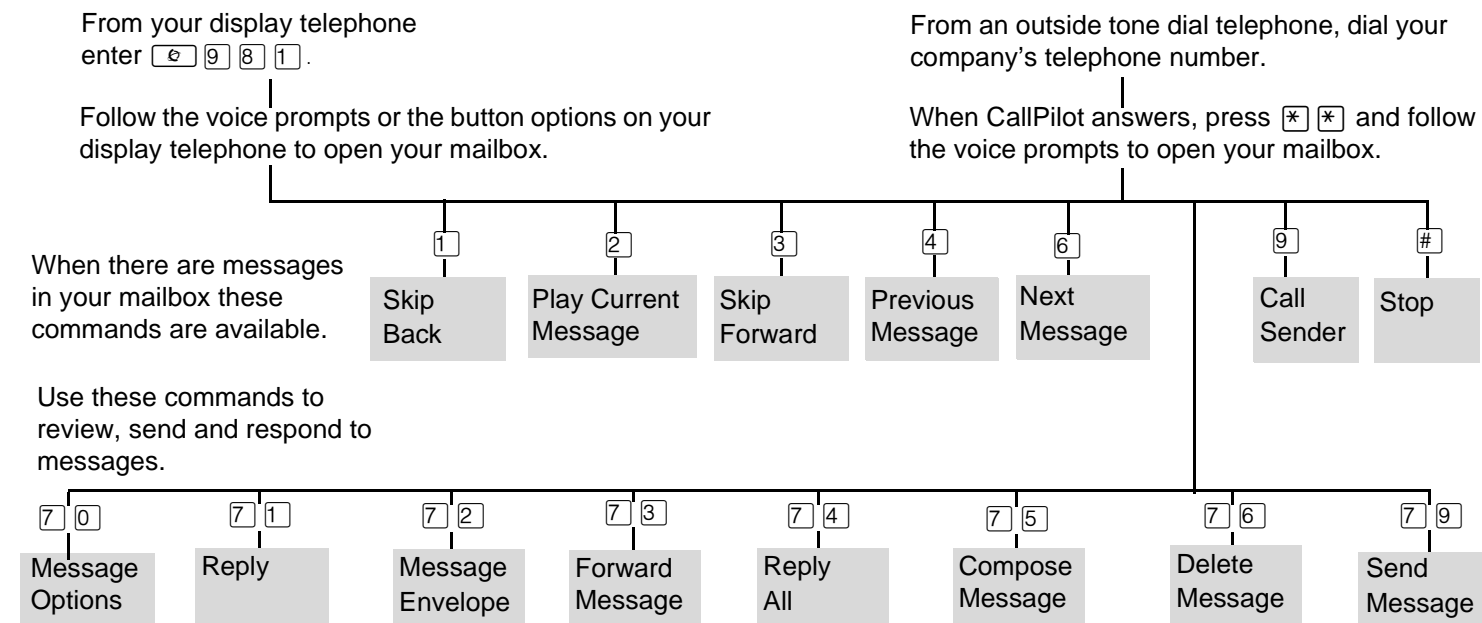 From your display telephone
enter 9 8 1 .
Follow the voice prompts or the button options on your
display telephone to open your mailbox.
From an outside tone dial telephone, dial your
company's telephone number.
When CallPilot answers, press * * and follow
the voice prompts to open your mailbox.
When there are messages
in your mailbox these
commands are available.
1
Skip
Back
2
Play Current
Message
3
Skip
Forward
4
Previous
Message
6
Next
Message
9
Call
Sender
#
Stop
Use these commands to
review, send and respond to
messages.
7 0
Message
Options
7 1
Reply
7 2
Message
Envelope
7 3
Forward
Message
7 4
Reply
All
7 5
Compose
Message
7 6
Delete
Message
7 9
Send
Message